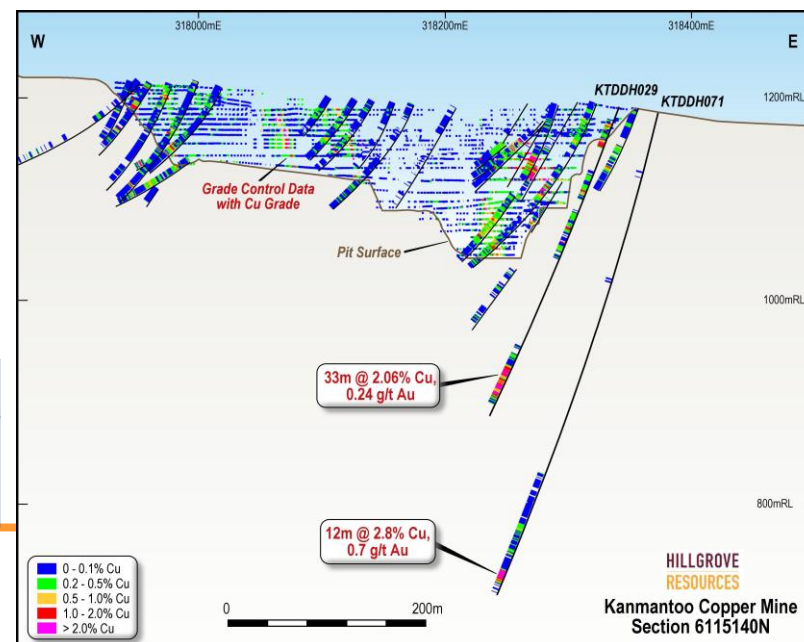 318000mE
318200mE
318400mE
W
E
KTDDH029
KTDDH071
1200mRL
Grade Control Data
with Cu Grade
Pit Surface
1000mRL
33m @ 2.06% Cu,
0.24 g/t Au
800mRL
12m @ 2.8% Cu,
0.7 g/t Au
0 - 0.1% Cu
0.2 - 0.5% Cu
0.5 - 1.0% Cu
1.0 - 2.0% Cu
> 2.0% Cu
0
200m
HILLGROVE
RESOURCES
Kanmantoo Copper Mine
Section 6115140N